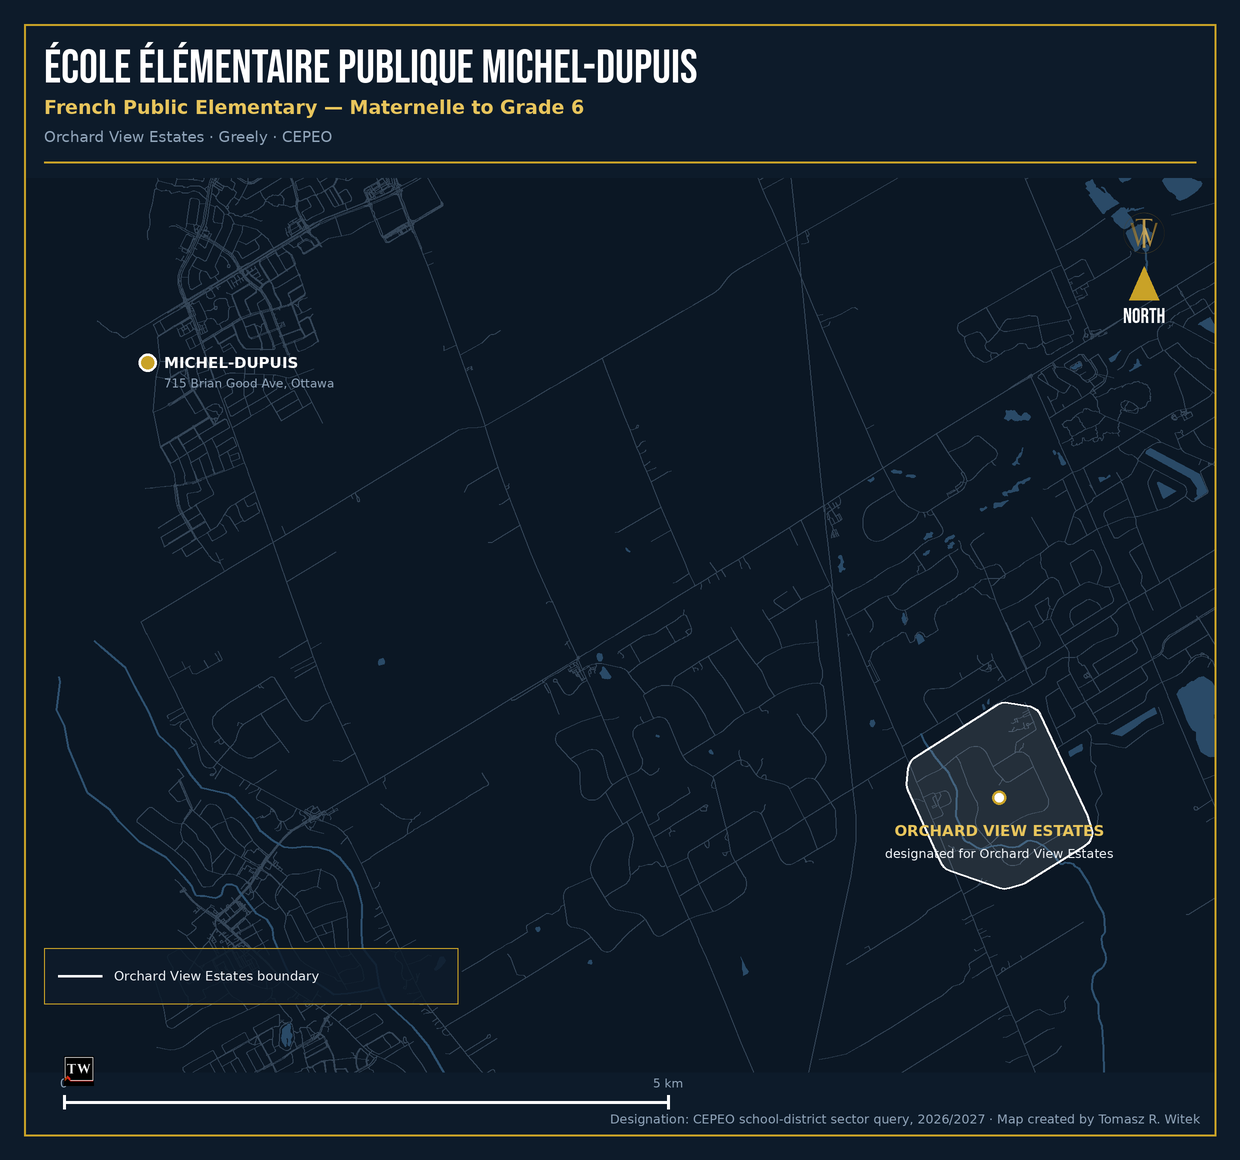 ÉCOLE ÉLÉMENTAIRE PUBLIQUE MICHEL-DUPUIS
French Public Elementary — Maternelle to Grade 6
Orchard View Estates · Greely · CEPEO
TW
NORTH
MICHEL-DUPUIS
715 Brian Good Ave, Ottawa
ORCHARD VIEW ESTATES
designated for Orchard View Estates
Orchard View Estates boundary
TW
0
5 km
Designation: CEPEO school-district sector query, 2026/2027 · Map created by Tomasz R. Witek